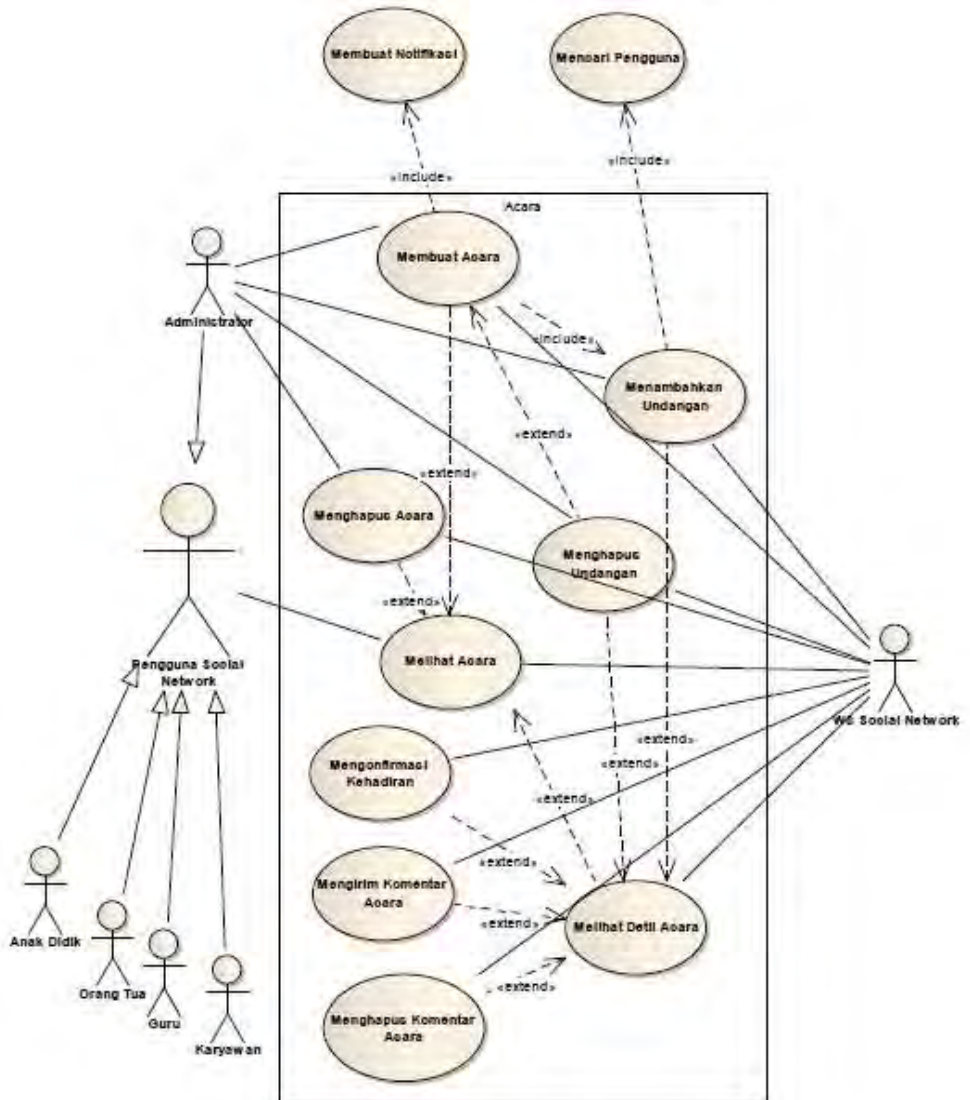 Membuat Notifikasi
Mencari Pengguna
«include»
«include»
Acara
Membuat Acara
Administrator
«include»
Menambahkan
Undangan
«extend»
«extend»
Menghapus Acara
Menghapus
Undangan
«extend»
Pengguna Social
Network
Melihat Acara
WS Social Network
«extend»
«extend»
Mengonfirmasi
Kehadiran
«extend»
«extend»
Mengirim Komentar
Acara
«extend»
Melihat Detil Acara
Anak Didik
Orang Tua
Guru
Karyawan
«extend»
Menghapus Komentar
Acara